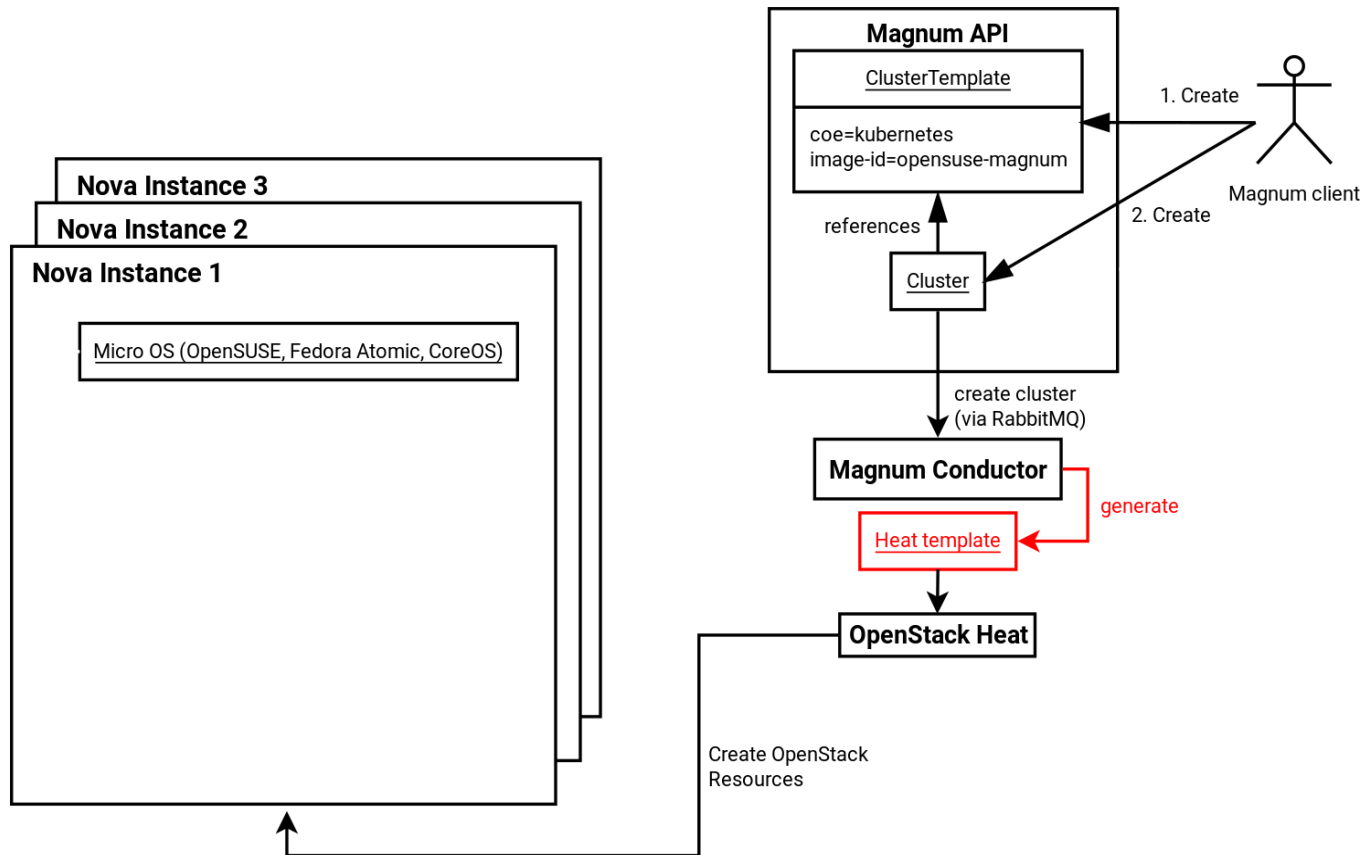 Magnum API
ClusterTemplate
coe=kubernetes
image-id=opensuse-magnum
1. Create
Magnum client
2. Create
references
Cluster
create cluster
(via RabbitMQ)
Magnum Conductor
generate
Heat template
OpenStack Heat
Create OpenStack
Resources
Nova Instance 3
Nova Instance 2
Nova Instance 1
Micro OS (OpenSUSE, Fedora Atomic, CoreOS)